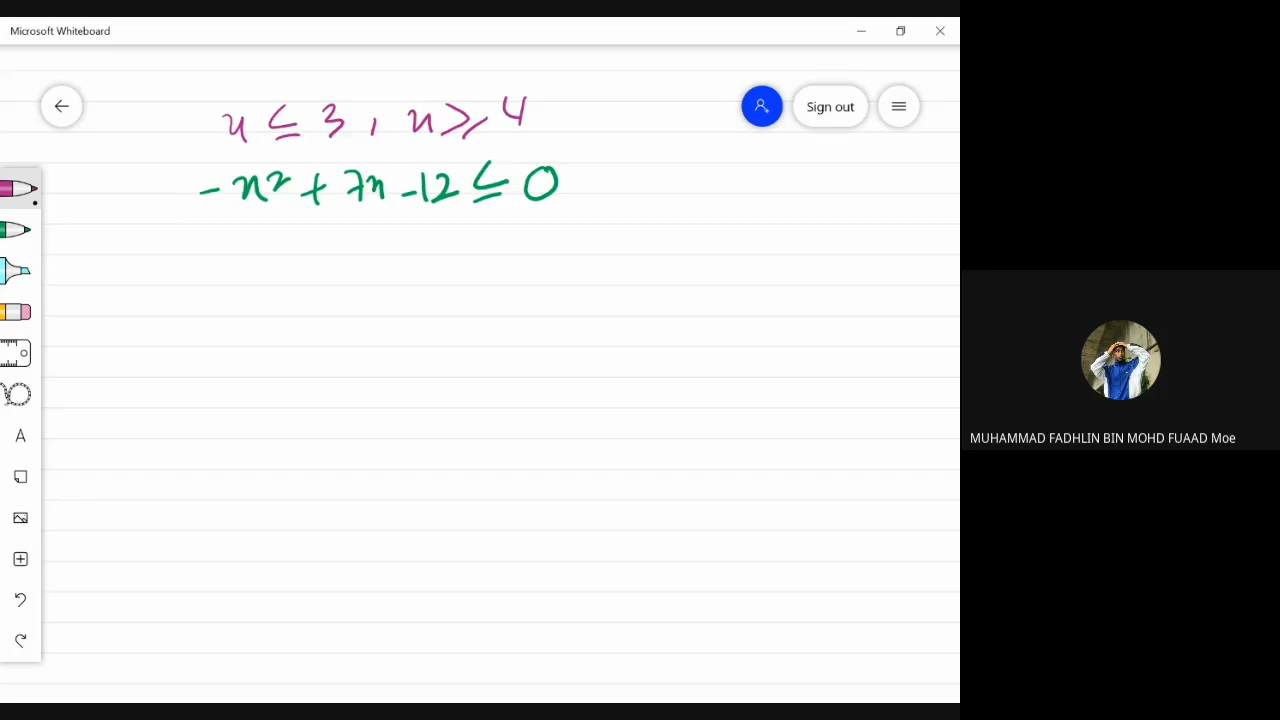 Microsoft Whiteboard
Sign out
x ≤ 3 , x ≥ 4
-x² + 7x -12 ≤ 0
A
MUHAMMAD FADHLIN BIN MOHD FUAAD Moe